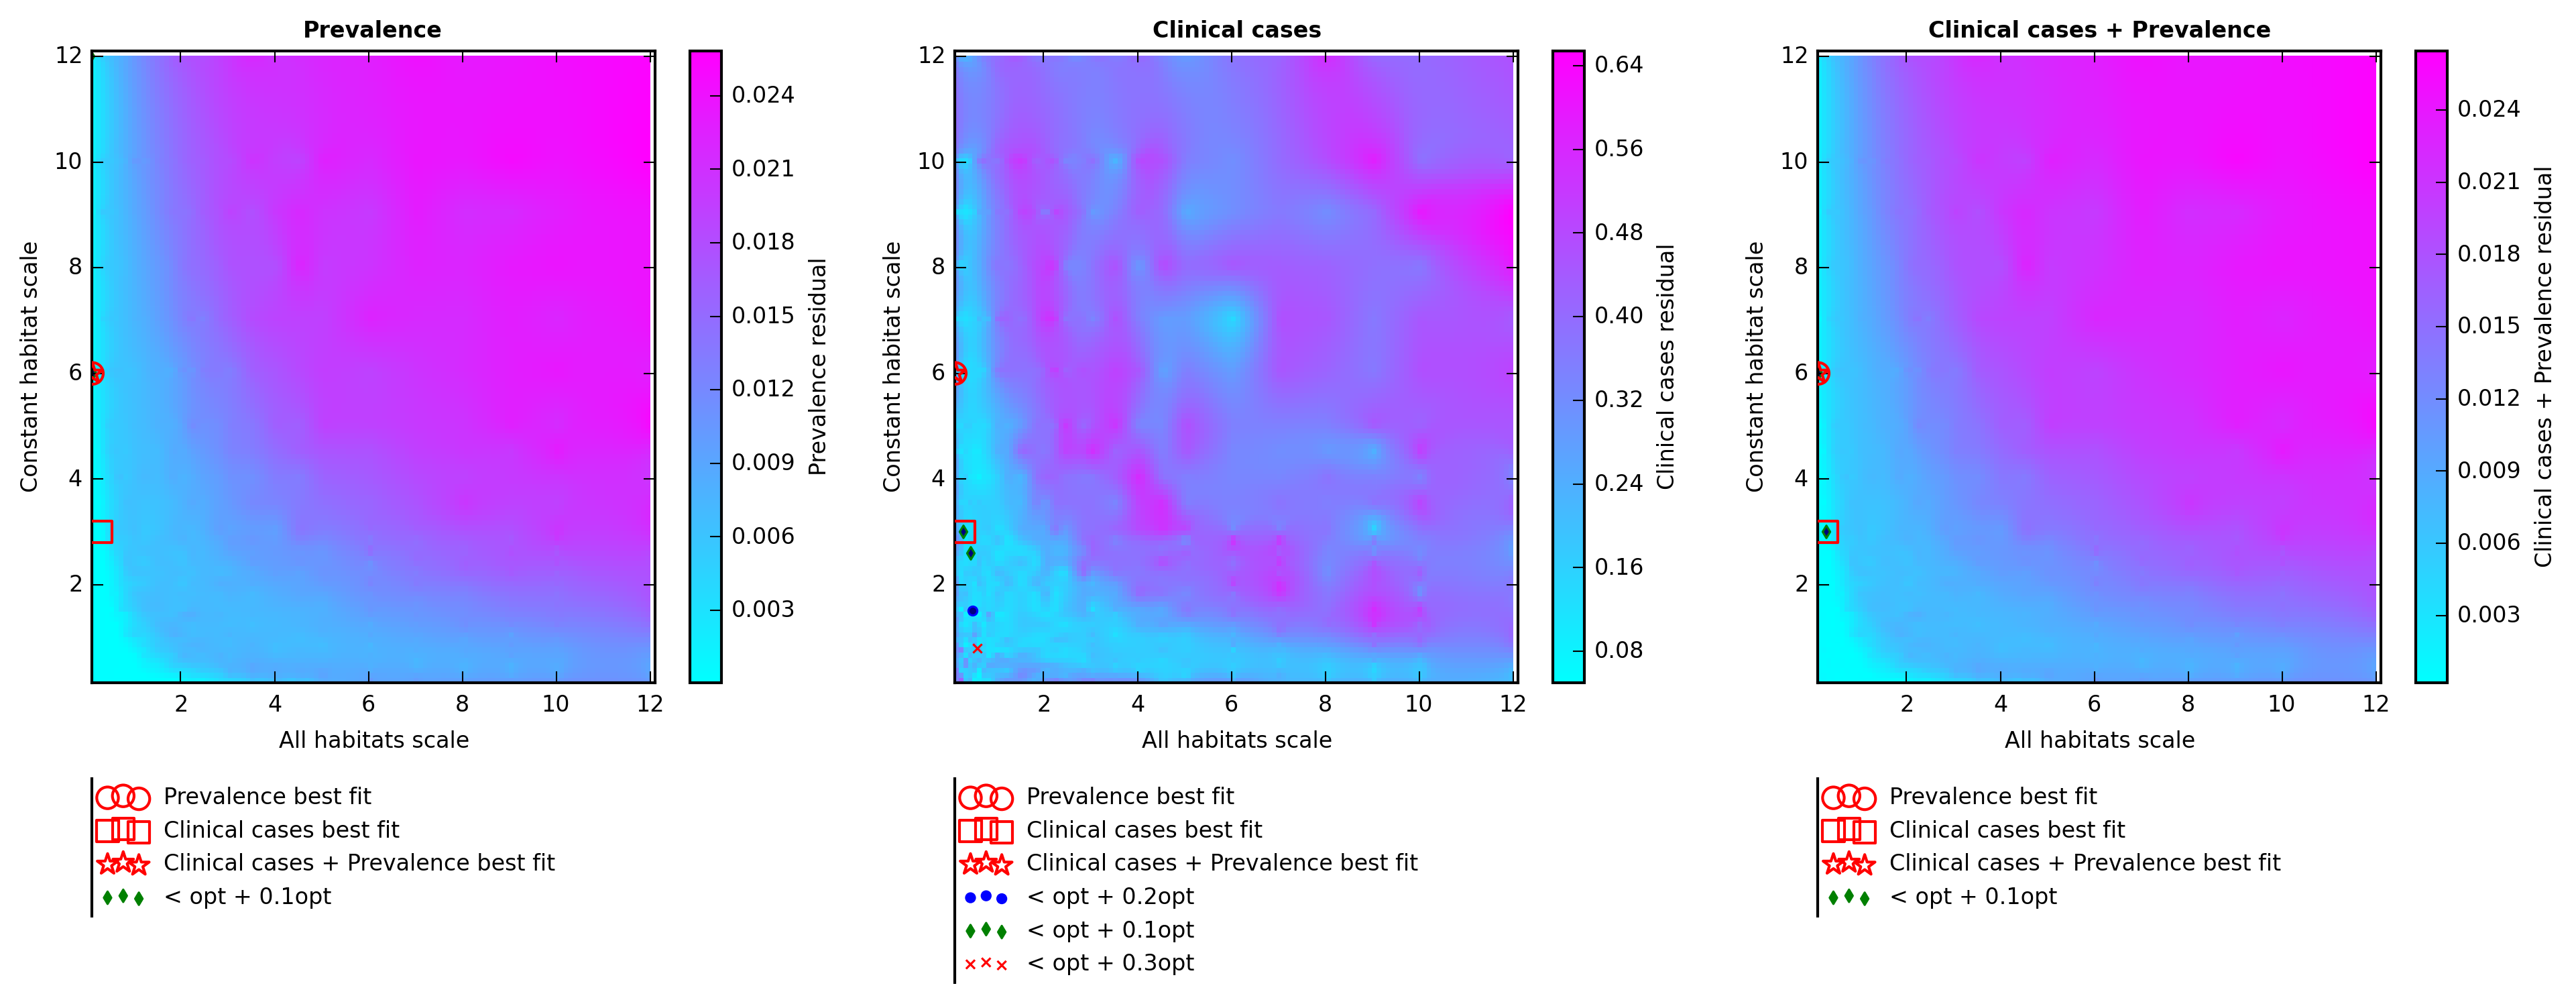 Prevalence
12
10
8
6
4
2
Constant habitat scale
2 4 6 8 10 12
All habitats scale
0.024
0.021
0.018
0.015
0.012
0.009
0.006
0.003
Prevalence residual
Prevalence best fit
Clinical cases best fit
Clinical cases + Prevalence best fit
< opt + 0.1opt
Clinical cases
12
10
8
6
4
2
Constant habitat scale
2 4 6 8 10 12
All habitats scale
0.64
0.56
0.48
0.40
0.32
0.24
0.16
0.08
Clinical cases residual
Prevalence best fit
Clinical cases best fit
Clinical cases + Prevalence best fit
< opt + 0.2opt
< opt + 0.1opt
< opt + 0.3opt
Clinical cases + Prevalence
12
10
8
6
4
2
Constant habitat scale
2 4 6 8 10 12
All habitats scale
0.024
0.021
0.018
0.015
0.012
0.009
0.006
0.003
Clinical cases + Prevalence residual
Prevalence best fit
Clinical cases best fit
Clinical cases + Prevalence best fit
< opt + 0.1opt